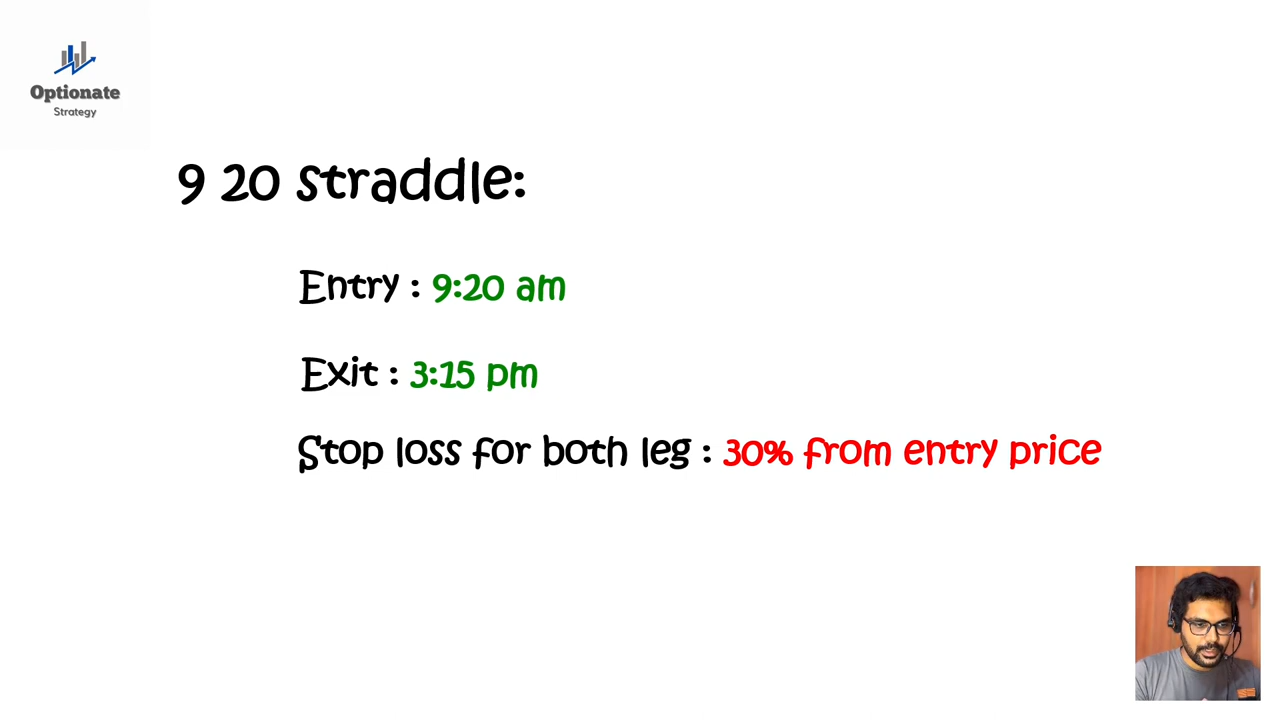 Optionate
Strategy
9 20 straddle:
Entry : 9:20 am
Exit : 3:15 pm
Stop loss for both leg : 30% from entry price